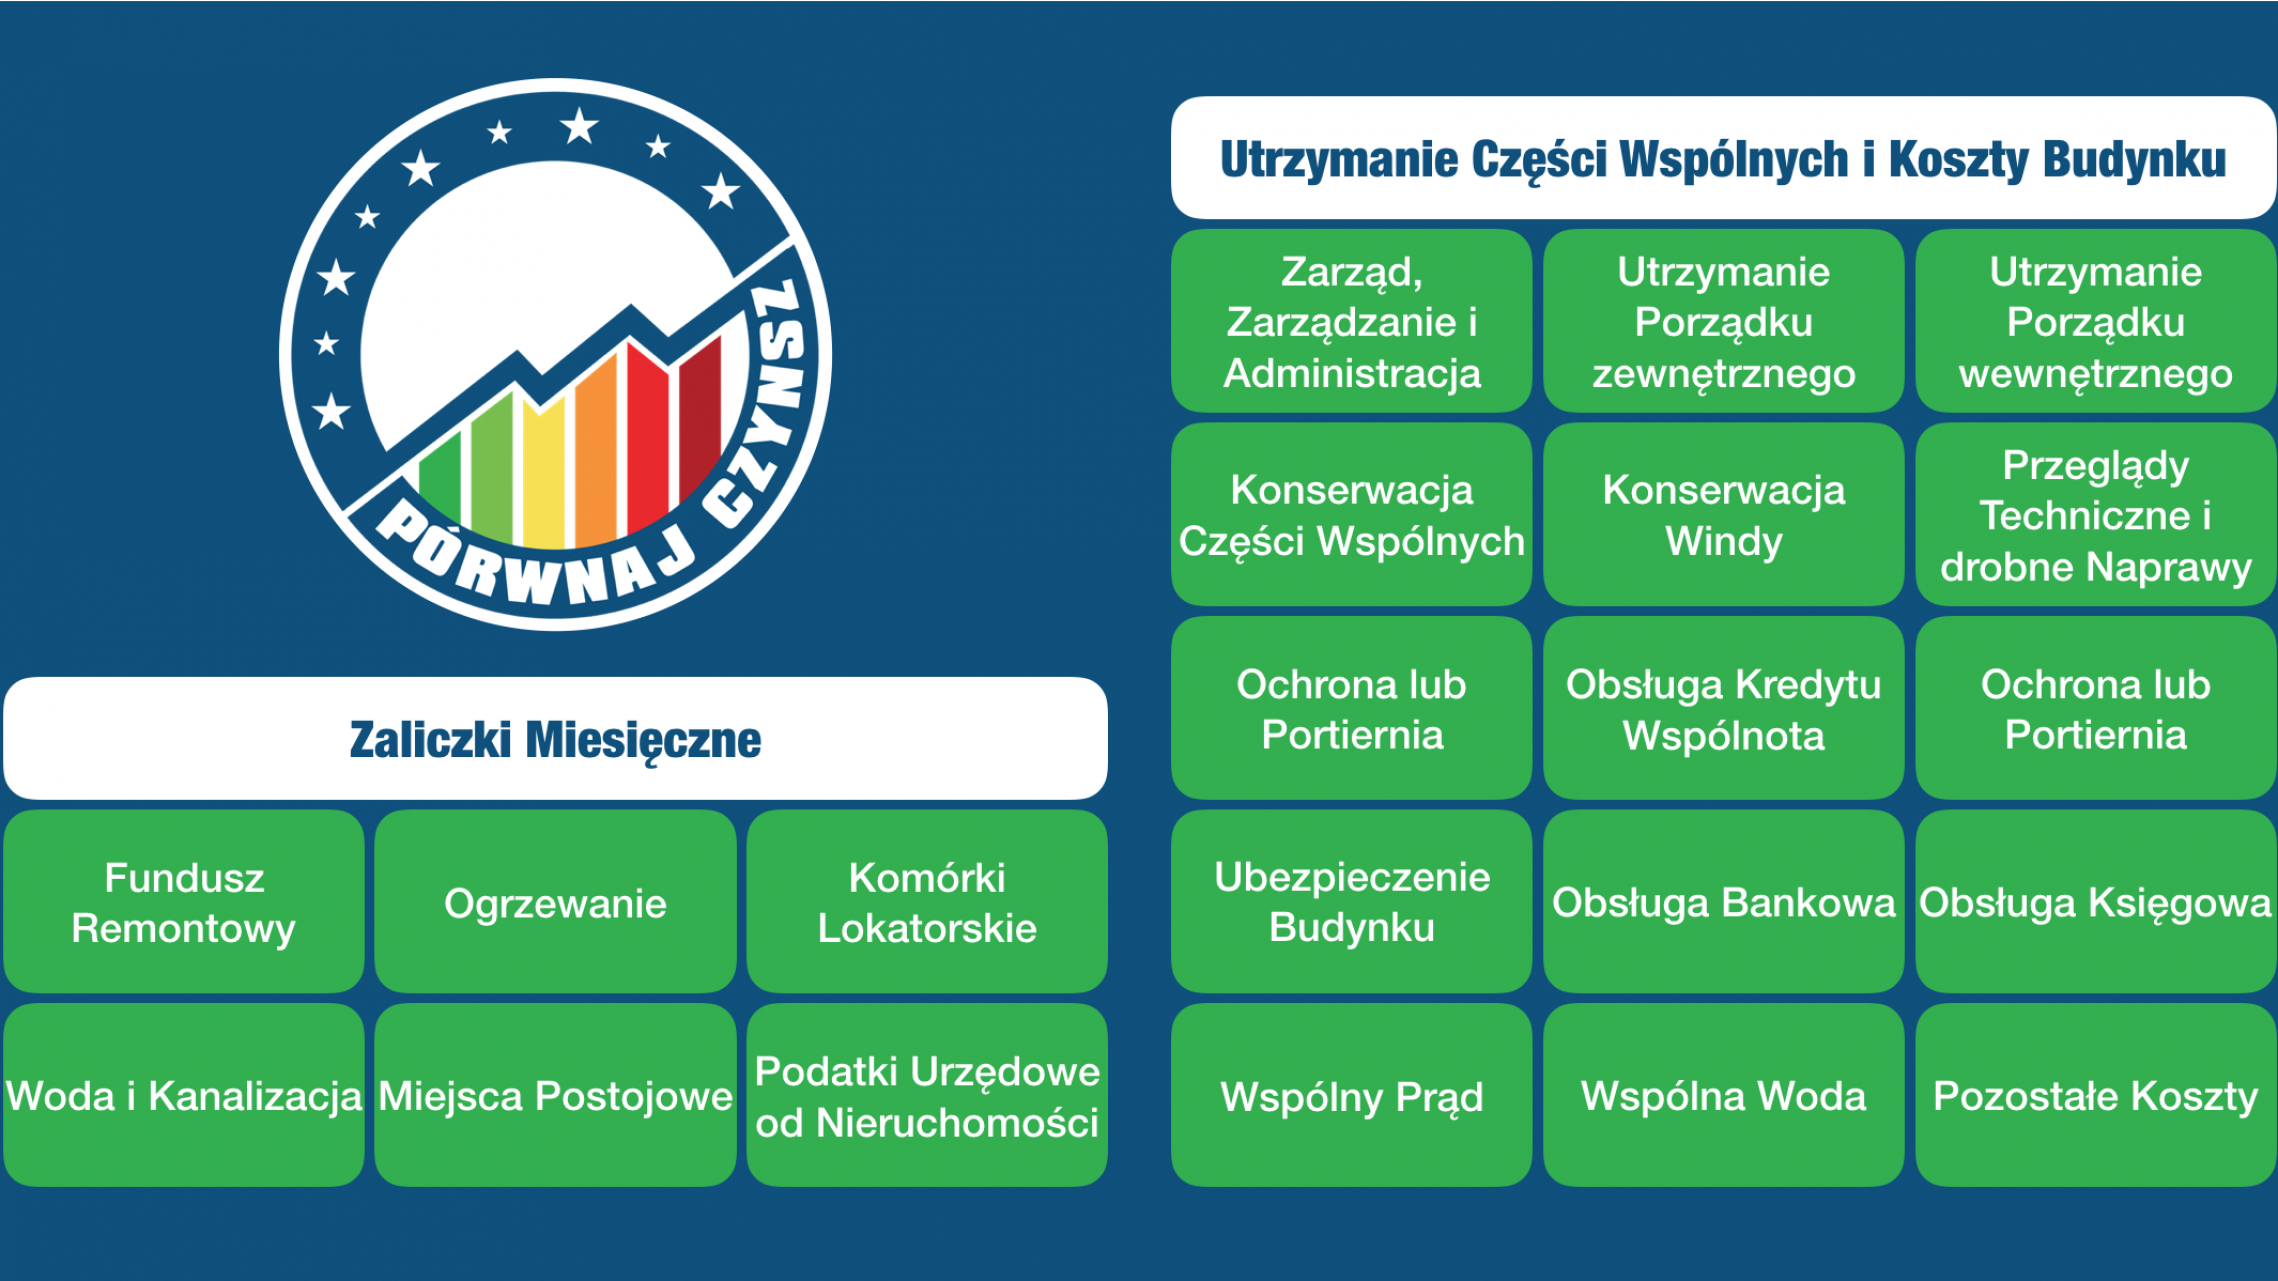 PÓRWNAJ CZYNSZ
Zaliczki Miesięczne
Fundusz
Remontowy
Ogrzewanie
Komórki
Lokatorskie
Woda i Kanalizacja
Miejsca Postojowe
Podatki Urzędowe
od Nieruchomości
Utrzymanie Części Wspólnych i Koszty Budynku
Zarząd,
Zarządzanie i
Administracja
Utrzymanie
Porządku
zewnętrznego
Utrzymanie
Porządku
wewnętrznego
Konserwacja
Części Wspólnych
Konserwacja
Windy
Przeglądy
Techniczne i
drobne Naprawy
Ochrona lub
Portiernia
Obsługa Kredytu
Wspólnota
Ochrona lub
Portiernia
Ubezpieczenie
Budynku
Obsługa Bankowa
Obsługa Księgowa
Wspólny Prąd
Wspólna Woda
Pozostałe Koszty